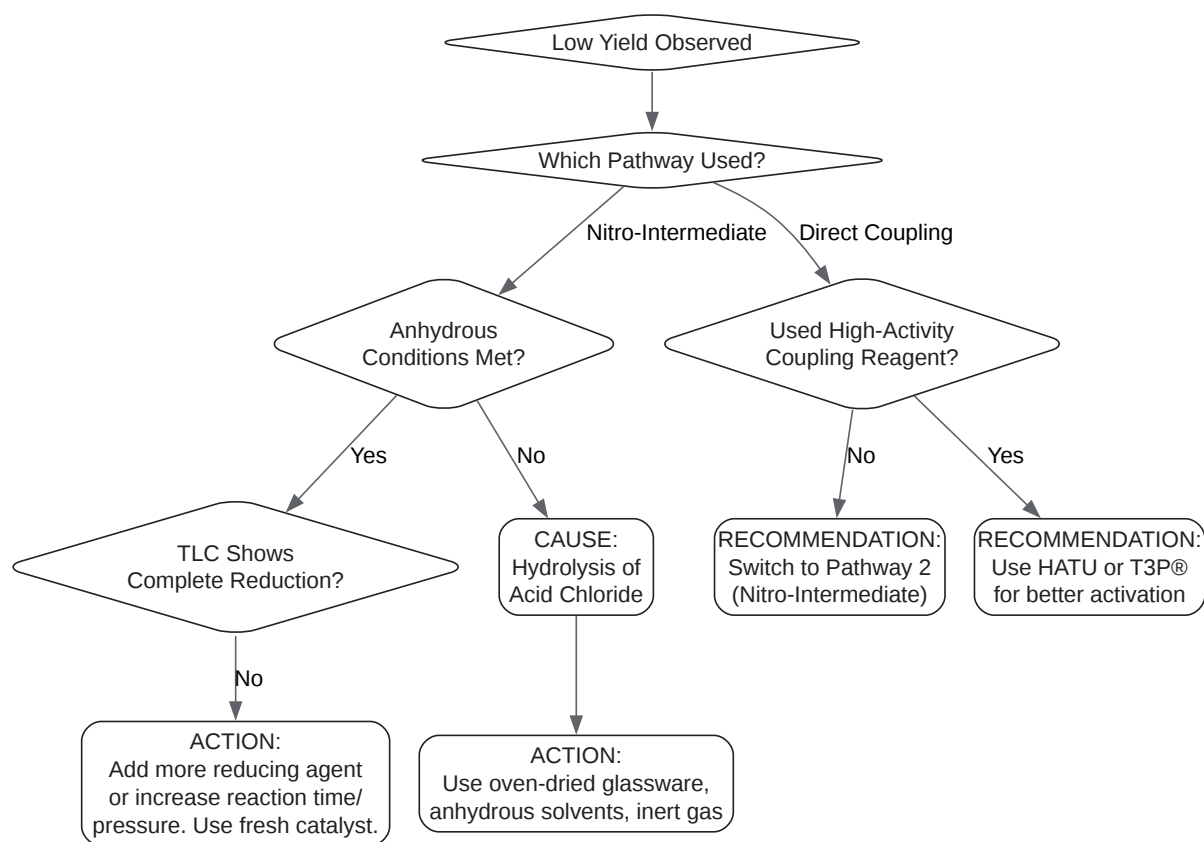 Low Yield Observed
Which Pathway Used?
Nitro-Intermediate
Direct Coupling
Anhydrous
Conditions Met?
Used High-Activity
Coupling Reagent?
Yes
No
No
Yes
TLC Shows
Complete Reduction?
CAUSE:
Hydrolysis of
Acid Chloride
RECOMMENDATION:
Switch to Pathway 2
(Nitro-Intermediate)
RECOMMENDATION:
Use HATU or T3P®
for better activation
No
ACTION:
Add more reducing agent
or increase reaction time/
pressure. Use fresh catalyst.
ACTION:
Use oven-dried glassware,
anhydrous solvents, inert gas